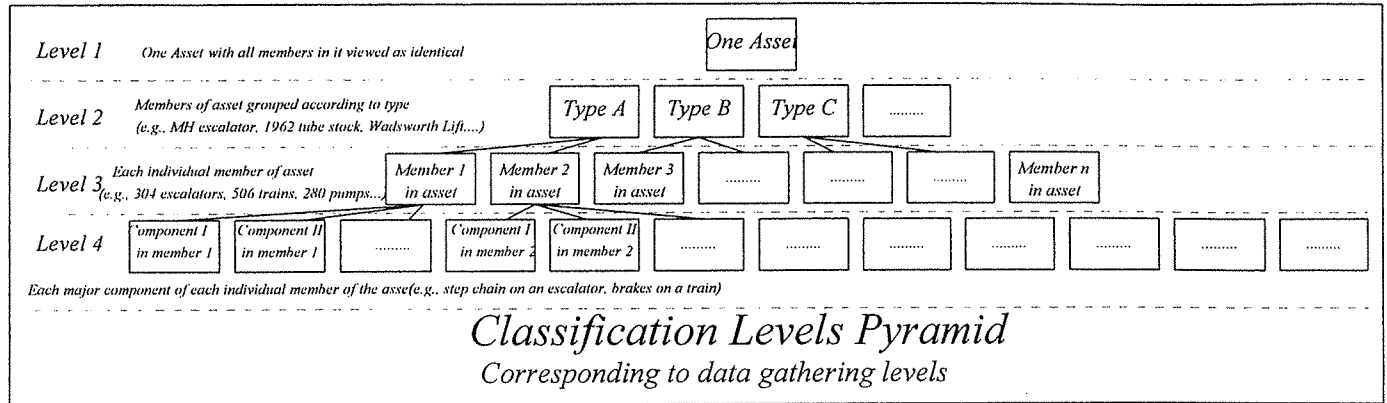 Level 1
One Asset with all members in it viewed as identical
One Asset
Level 2
Members of asset grouped according to type
(e.g., MH escalator, 1962 tube stock, Wadsworth Lift....)
Type A
Type B
Type C
.........
Level 3
Each individual member of asset
(e.g., 304 escalators, 506 trains, 280 pumps...)
Member 1
in asset
Member 2
in asset
Member 3
in asset
.........
.........
.........
Member n
in asset
Level 4
Component I
in member 1
Component II
in member 1
.........
Component I
in member 2
Component II
in member 2
.........
.........
.........
.........
.........
.........
.........
Each major component of each individual member of the asse(e.g., step chain on an escalator, brakes on a train)
Classification Levels Pyramid
Corresponding to data gathering levels